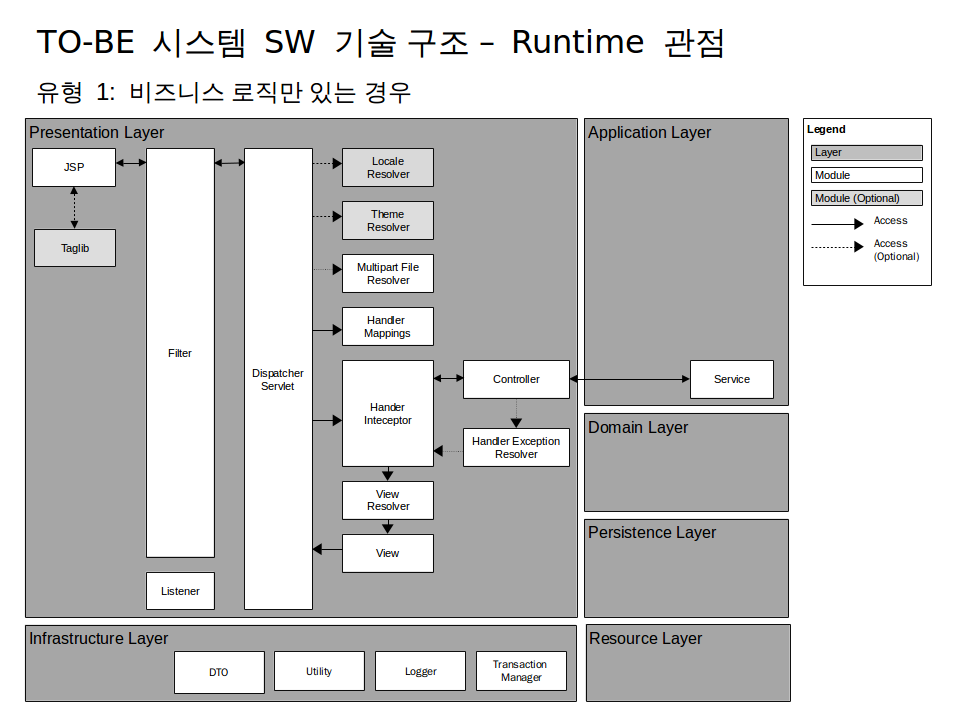 TO-BE 시스템 SW 기술 구조 – Runtime 관점
유형 1: 비즈니스 로직만 있는 경우
Presentation Layer
JSP
Taglib
Filter
Listener
Dispatcher
Servlet
Locale
Resolver
Theme
Resolver
Multipart File
Resolver
Handler
Mappings
Hander
Inteceptor
Controller
Handler Exception
Resolver
View
Resolver
View
Application Layer
Service
Domain Layer
Persistence Layer
Infrastructure Layer
DTO
Utility
Logger
Transaction
Manager
Resource Layer
Legend
Layer
Module
Module (Optional)
Access
Access
(Optional)